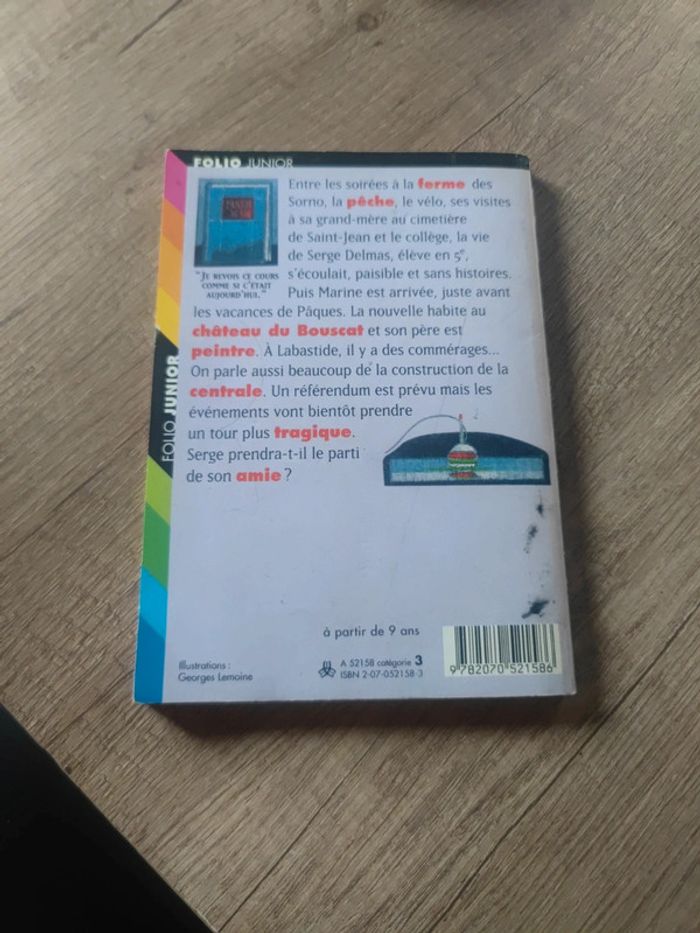 FOLIO JUNIOR
Entre les soirées à la ferme des
Sorno, la pêche, le vélo, ses visites
à sa grand-mère au cimetière
de Saint-Jean et le collège, la vie
de Serge Delmas, élève en 5e,
s'écoulait, paisible et sans histoires.
Puis Marine est arrivée, juste avant
les vacances de Pâques. La nouvelle habite au
château du Bouscat et son père est
peintre. À Labastide, il y a des commérages...
On parle aussi beaucoup de la construction de la
centrale. Un référendum est prévu mais les
événements vont bientôt prendre
un tour plus tragique.
Serge prendra-t-il le parti
de son amie ?
"JE REVOIS CE COURS
COMME SI C'ÉTAIT
AUJOURD'HUI."
FOLIO JUNIOR
à partir de 9 ans
Illustrations :
Georges Lemoine
A 52158 catégorie 3
ISBN 2-07-052158-3
9 782070 521586